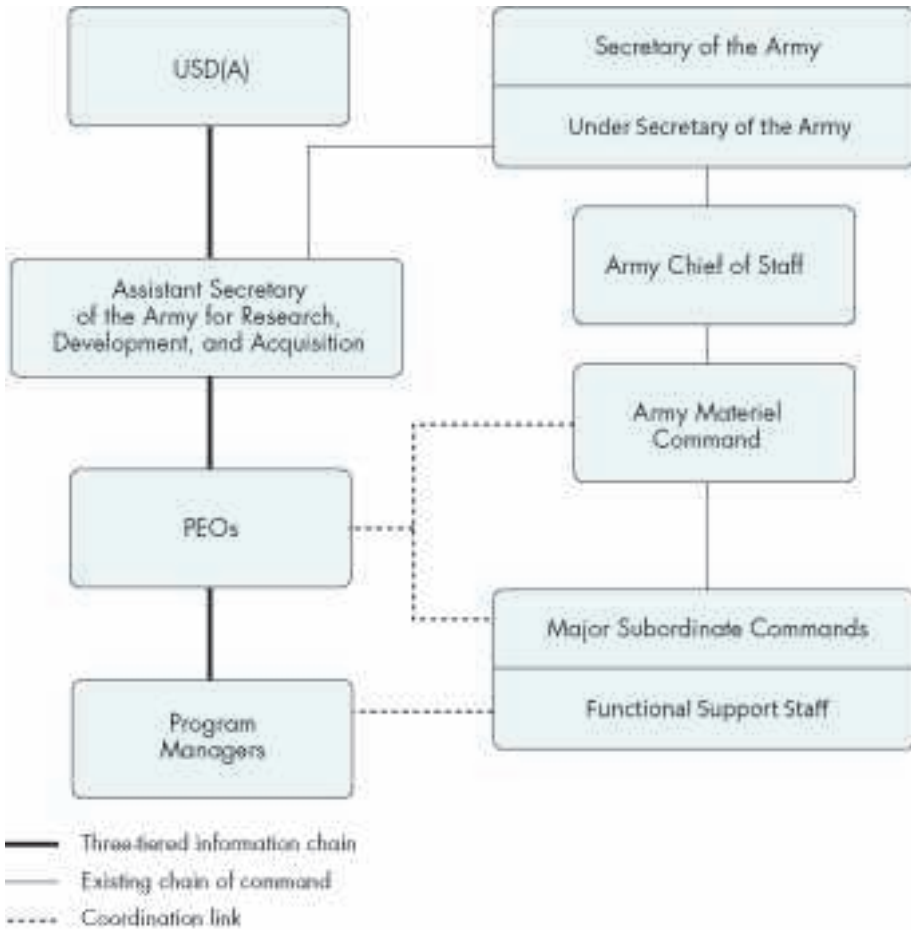 USD(A)
Secretary of the Army
Under Secretary of the Army
Assistant Secretary
of the Army for Research,
Development, and Acquisition
Army Chief of Staff
Army Materiel
Command
PEOs
Major Subordinate Commands
Functional Support Staff
Program
Managers
Three-tiered information chain
Existing chain of command
Coordination link